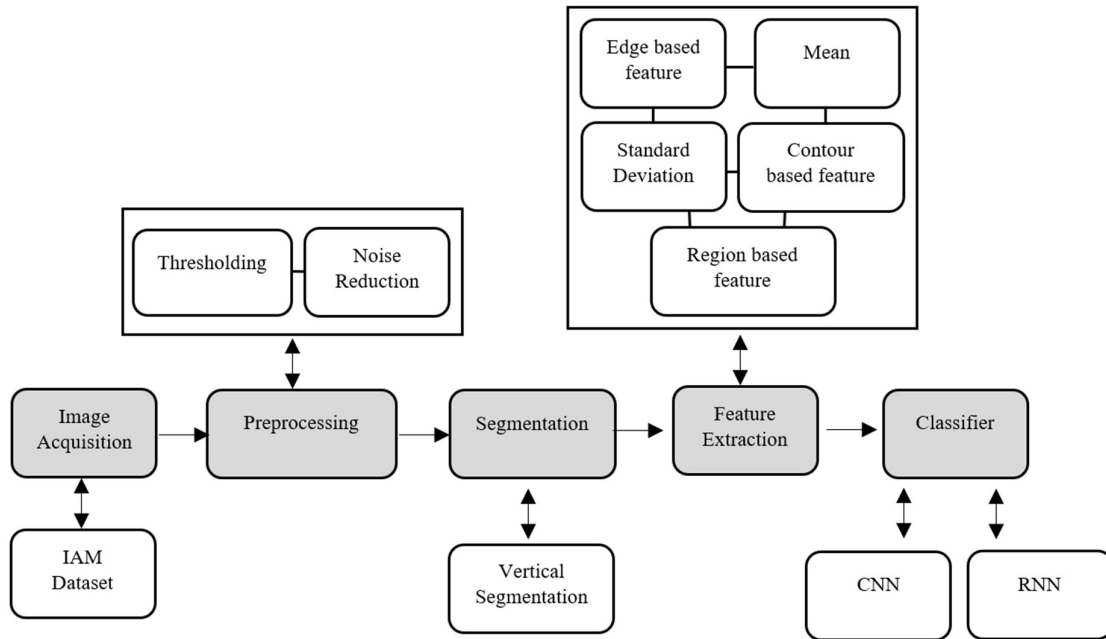 Edge based
feature
Mean
Standard
Deviation
Contour
based feature
Region based
feature
Thresholding
Noise
Reduction
Image
Acquisition
Preprocessing
Segmentation
Feature
Extraction
Classifier
IAM
Dataset
Vertical
Segmentation
CNN
RNN